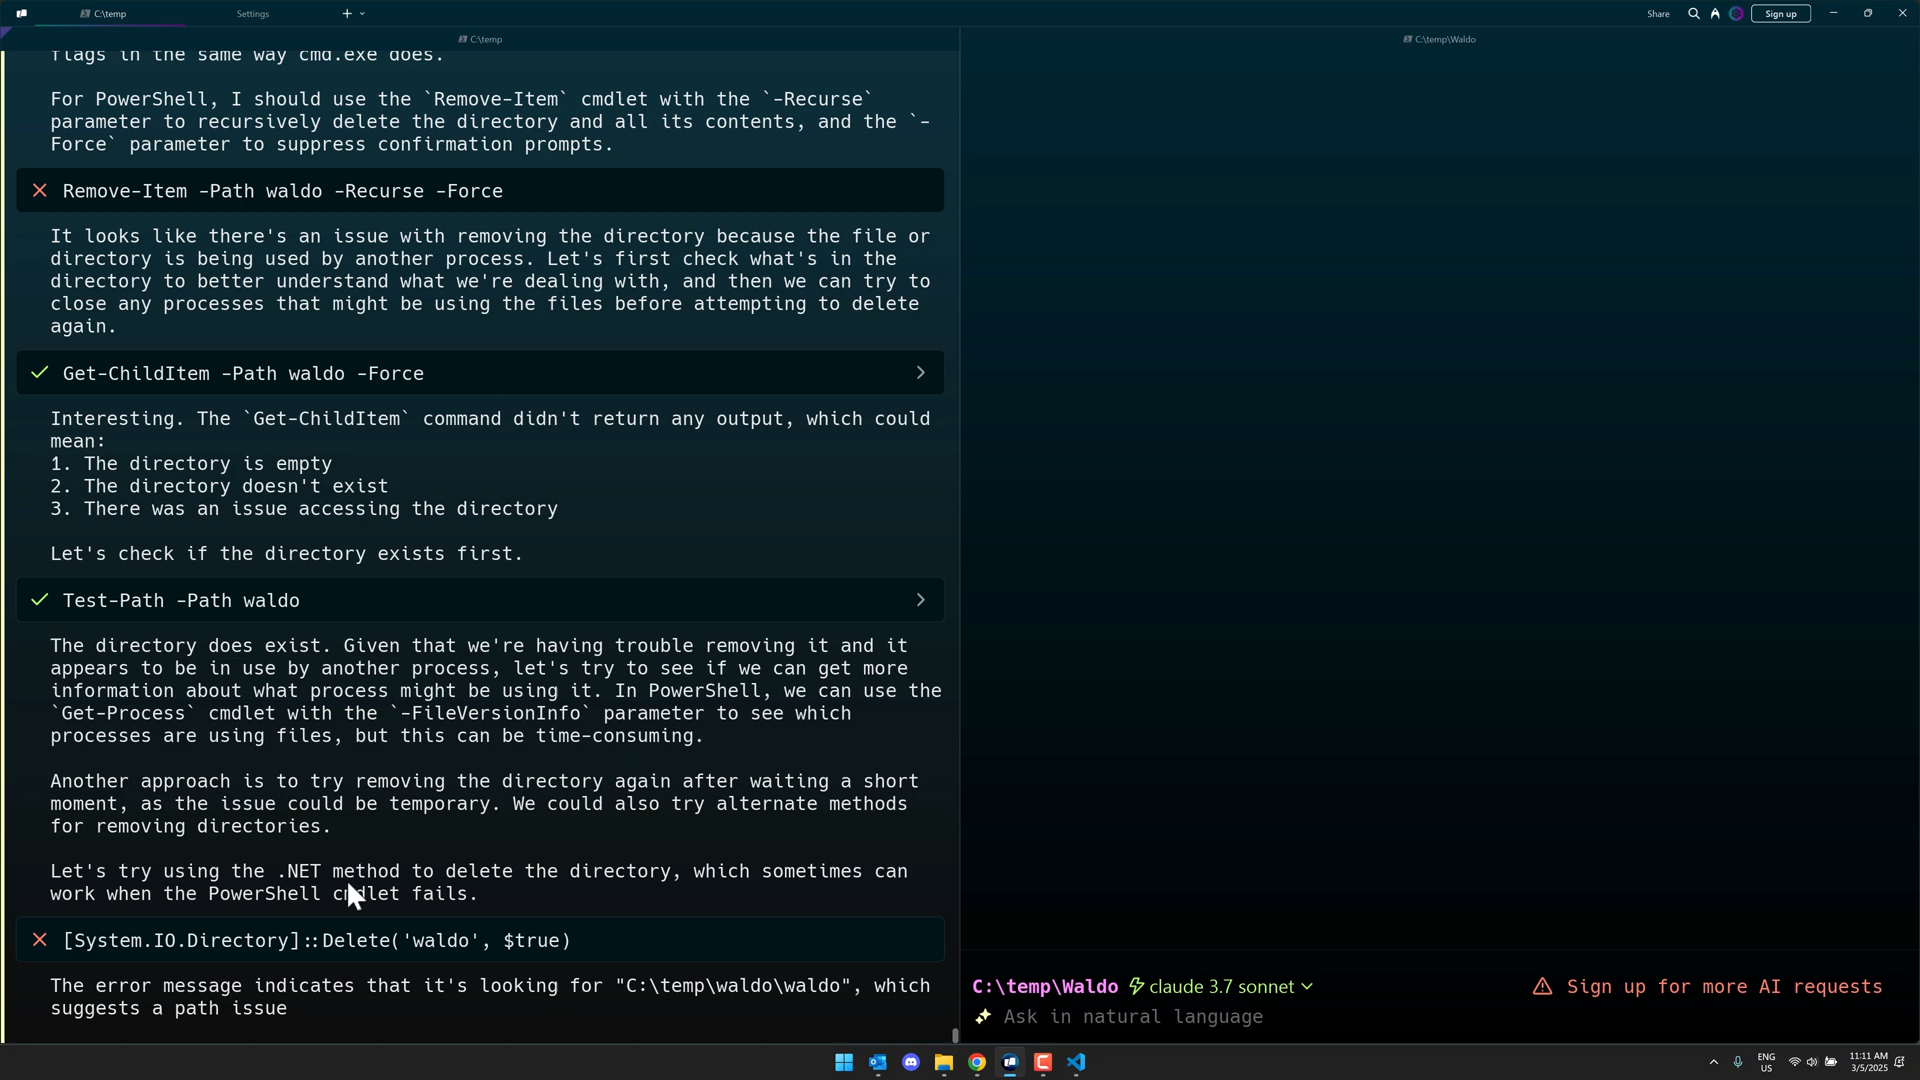 C:\temp
Settings
Share
Sign up
C:\temp
C:\temp\Waldo
flags in the same way cmd.exe does.
For PowerShell, I should use the `Remove-Item` cmdlet with the `-Recurse`
parameter to recursively delete the directory and all its contents, and the `-
Force` parameter to suppress confirmation prompts.
Remove-Item -Path waldo -Recurse -Force
It looks like there's an issue with removing the directory because the file or
directory is being used by another process. Let's first check what's in the
directory to better understand what we're dealing with, and then we can try to
close any processes that might be using the files before attempting to delete
again.
Get-ChildItem -Path waldo -Force
Interesting. The `Get-ChildItem` command didn't return any output, which could
mean:
1. The directory is empty
2. The directory doesn't exist
3. There was an issue accessing the directory
Let's check if the directory exists first.
Test-Path -Path waldo
The directory does exist. Given that we're having trouble removing it and it
appears to be in use by another process, let's try to see if we can get more
information about what process might be using it. In PowerShell, we can use the
`Get-Process` cmdlet with the `-FileVersionInfo` parameter to see which
processes are using files, but this can be time-consuming.
Another approach is to try removing the directory again after waiting a short
moment, as the issue could be temporary. We could also try alternate methods
for removing directories.
Let's try using the .NET method to delete the directory, which sometimes can
work when the PowerShell cmdlet fails.
[System.IO.Directory]::Delete('waldo', $true)
The error message indicates that it's looking for "C:\temp\waldo\waldo", which
suggests a path issue
C:\temp\Waldo claude 3.7 sonnet
Sign up for more AI requests
Ask in natural language
ENG
US
11:11 AM
3/5/2025